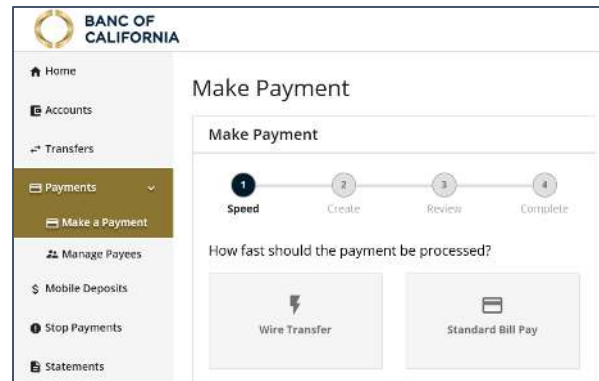 BANC OF
CALIFORNIA
Home
Accounts
Transfers
Payments
Make a Payment
Manage Payees
Mobile Deposits
Stop Payments
Statements
Make Payment
Make Payment
1 2 3 4
Speed Create Review Complete
How fast should the payment be processed?
Wire Transfer Standard Bill Pay